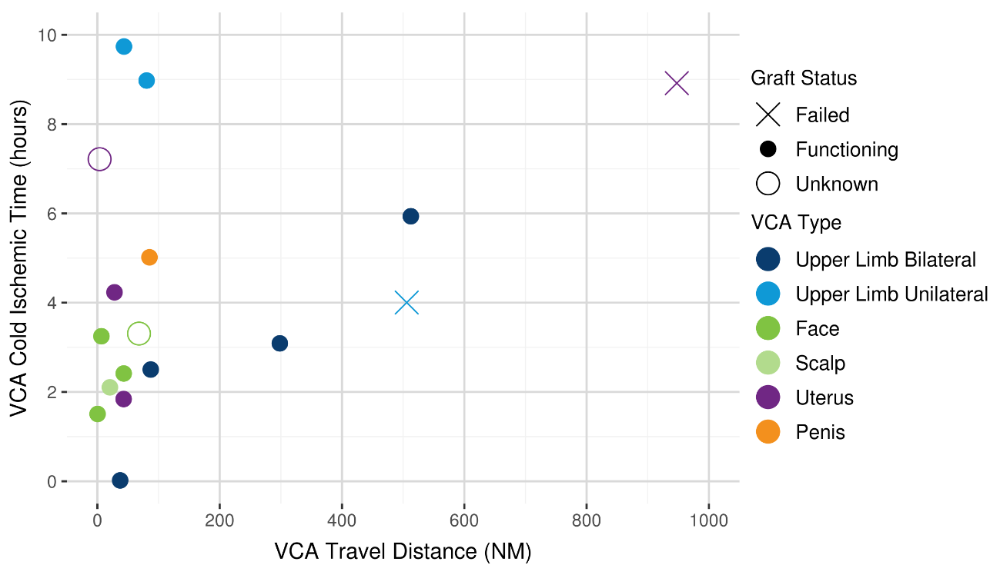 VCA Cold Ischemic Time (hours)
10
8
6
4
2
0
0 200 400 600 800 1000
VCA Travel Distance (NM)
Graft Status
Failed
Functioning
Unknown
VCA Type
Upper Limb Bilateral
Upper Limb Unilateral
Face
Scalp
Uterus
Penis